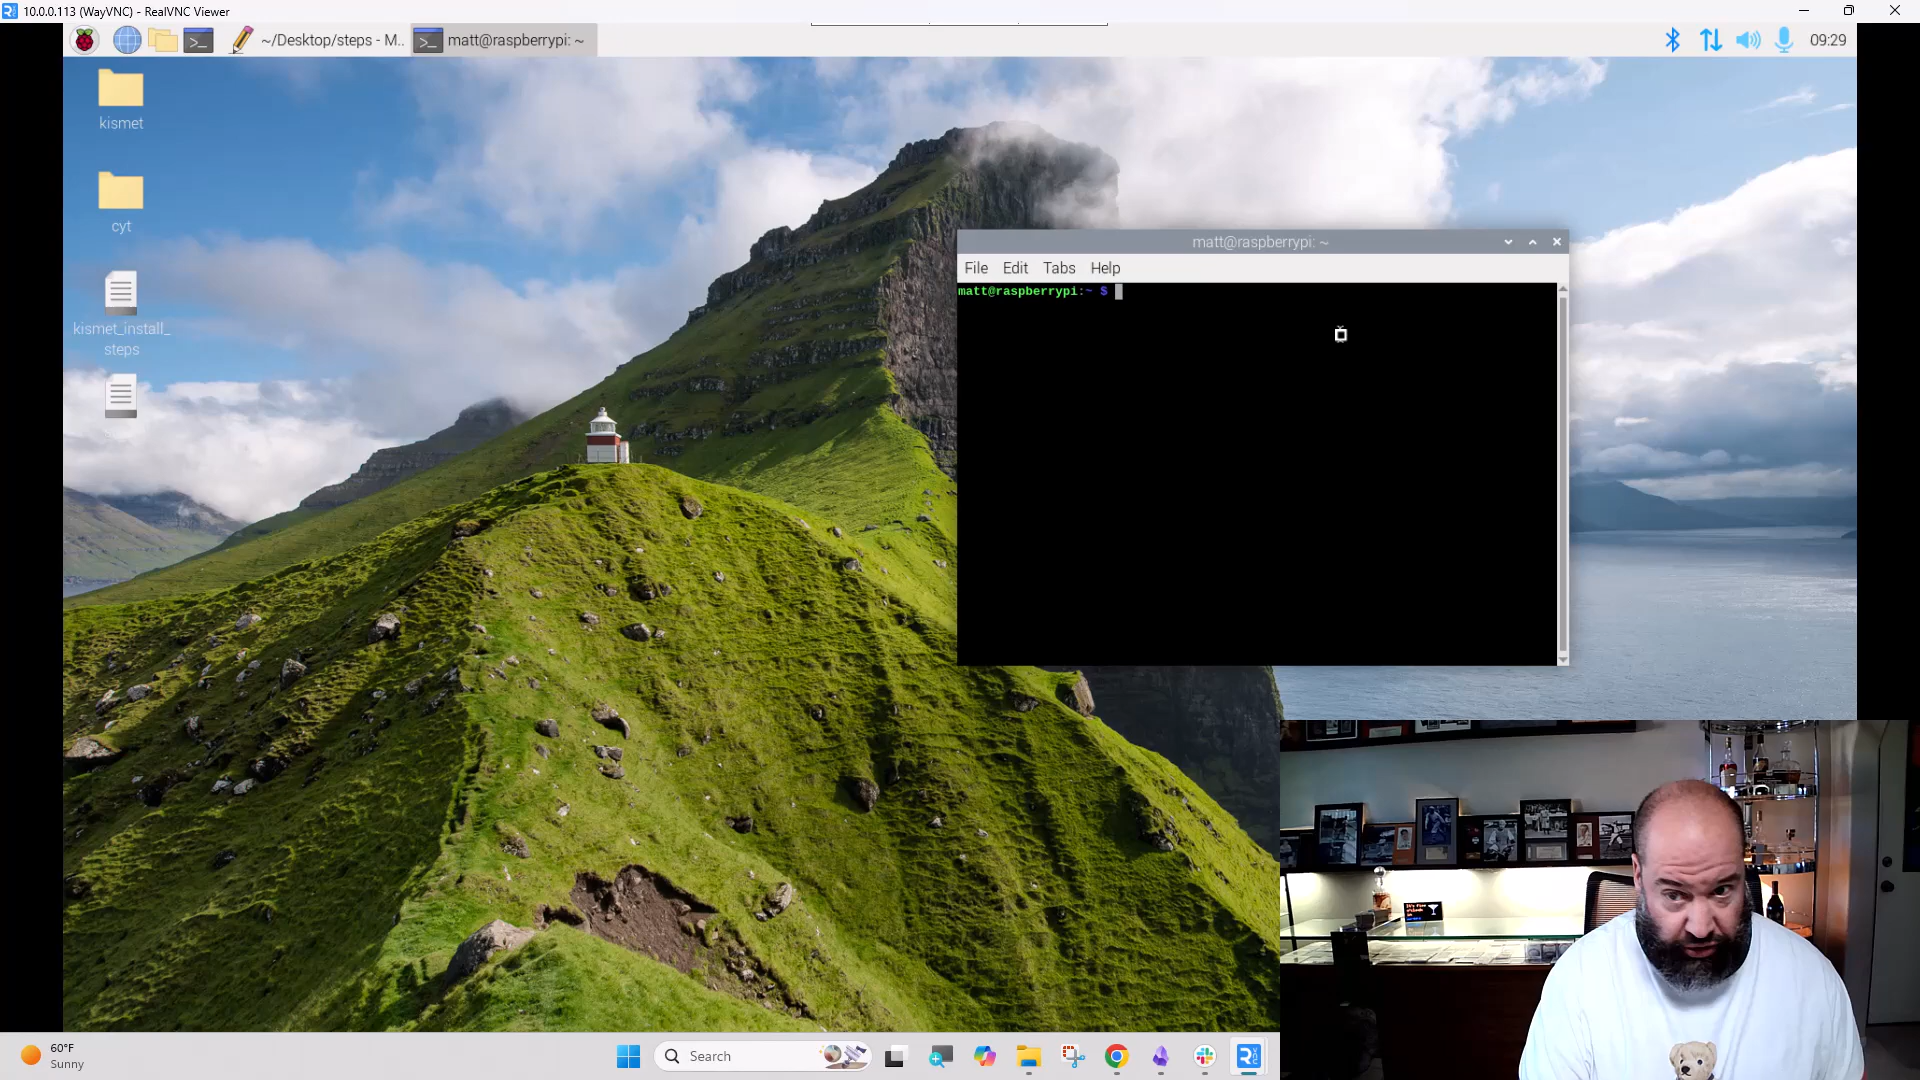 10.0.0.113 (WayVNC) - RealVNC Viewer
~/Desktop/steps - M..
matt@raspberrypi: ~
09:29
kismet
cyt
kismet_install_
steps
matt@raspberrypi: ~
File Edit Tabs Help
matt@raspberrypi:~ $
60°F
Sunny
Search